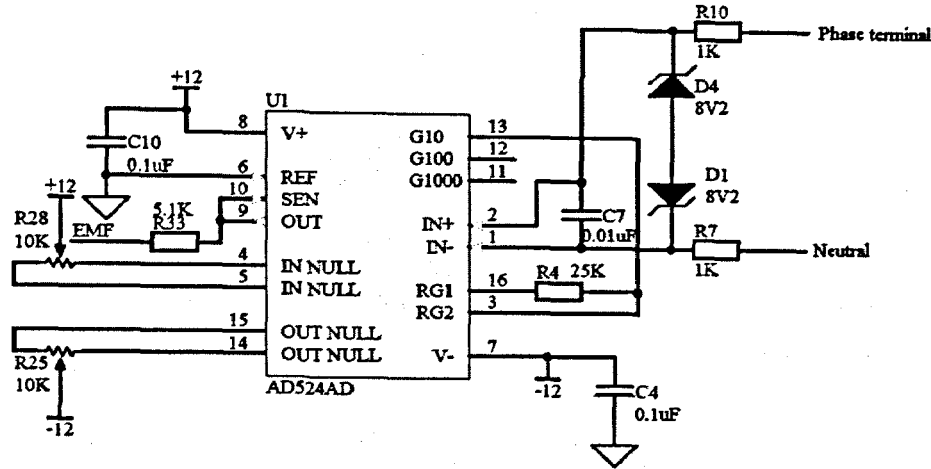 R10
Phase terminal
1K
+12
U1
D4
8V2
8
V+
G10
13
C10
0.1uF
G100
12
G1000
11
6
REF
+12
10
SEN
D1
8V2
R28
10K
5.1K
9
OUT
EMF
R33
IN+
2
C7
0.01uF
R7
Neutral
1K
IN-
1
4
IN NULL
5
IN NULL
R4
25K
RG1
16
RG2
3
15
OUT NULL
14
OUT NULL
R25
10K
V-
7
-12
AD524AD
-12
C4
0.1uF